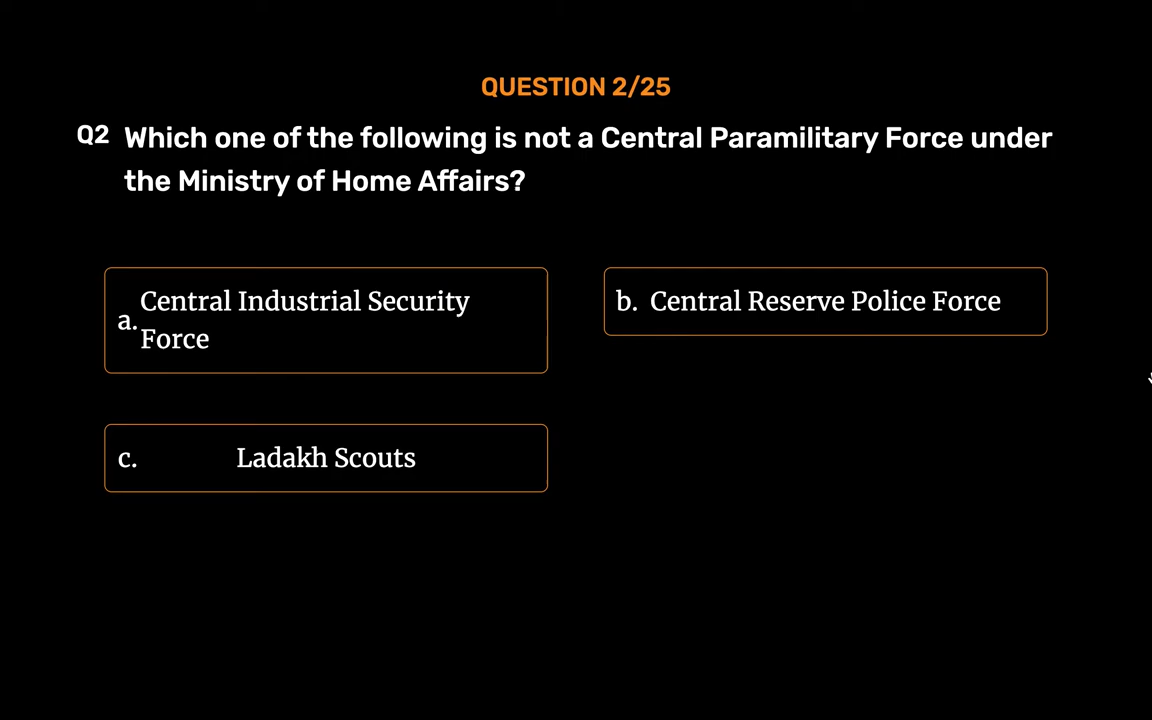 QUESTION 2/25
Q2 Which one of the following is not a Central Paramilitary Force under
the Ministry of Home Affairs?
a. Central Industrial Security
Force
b. Central Reserve Police Force
c. Ladakh Scouts